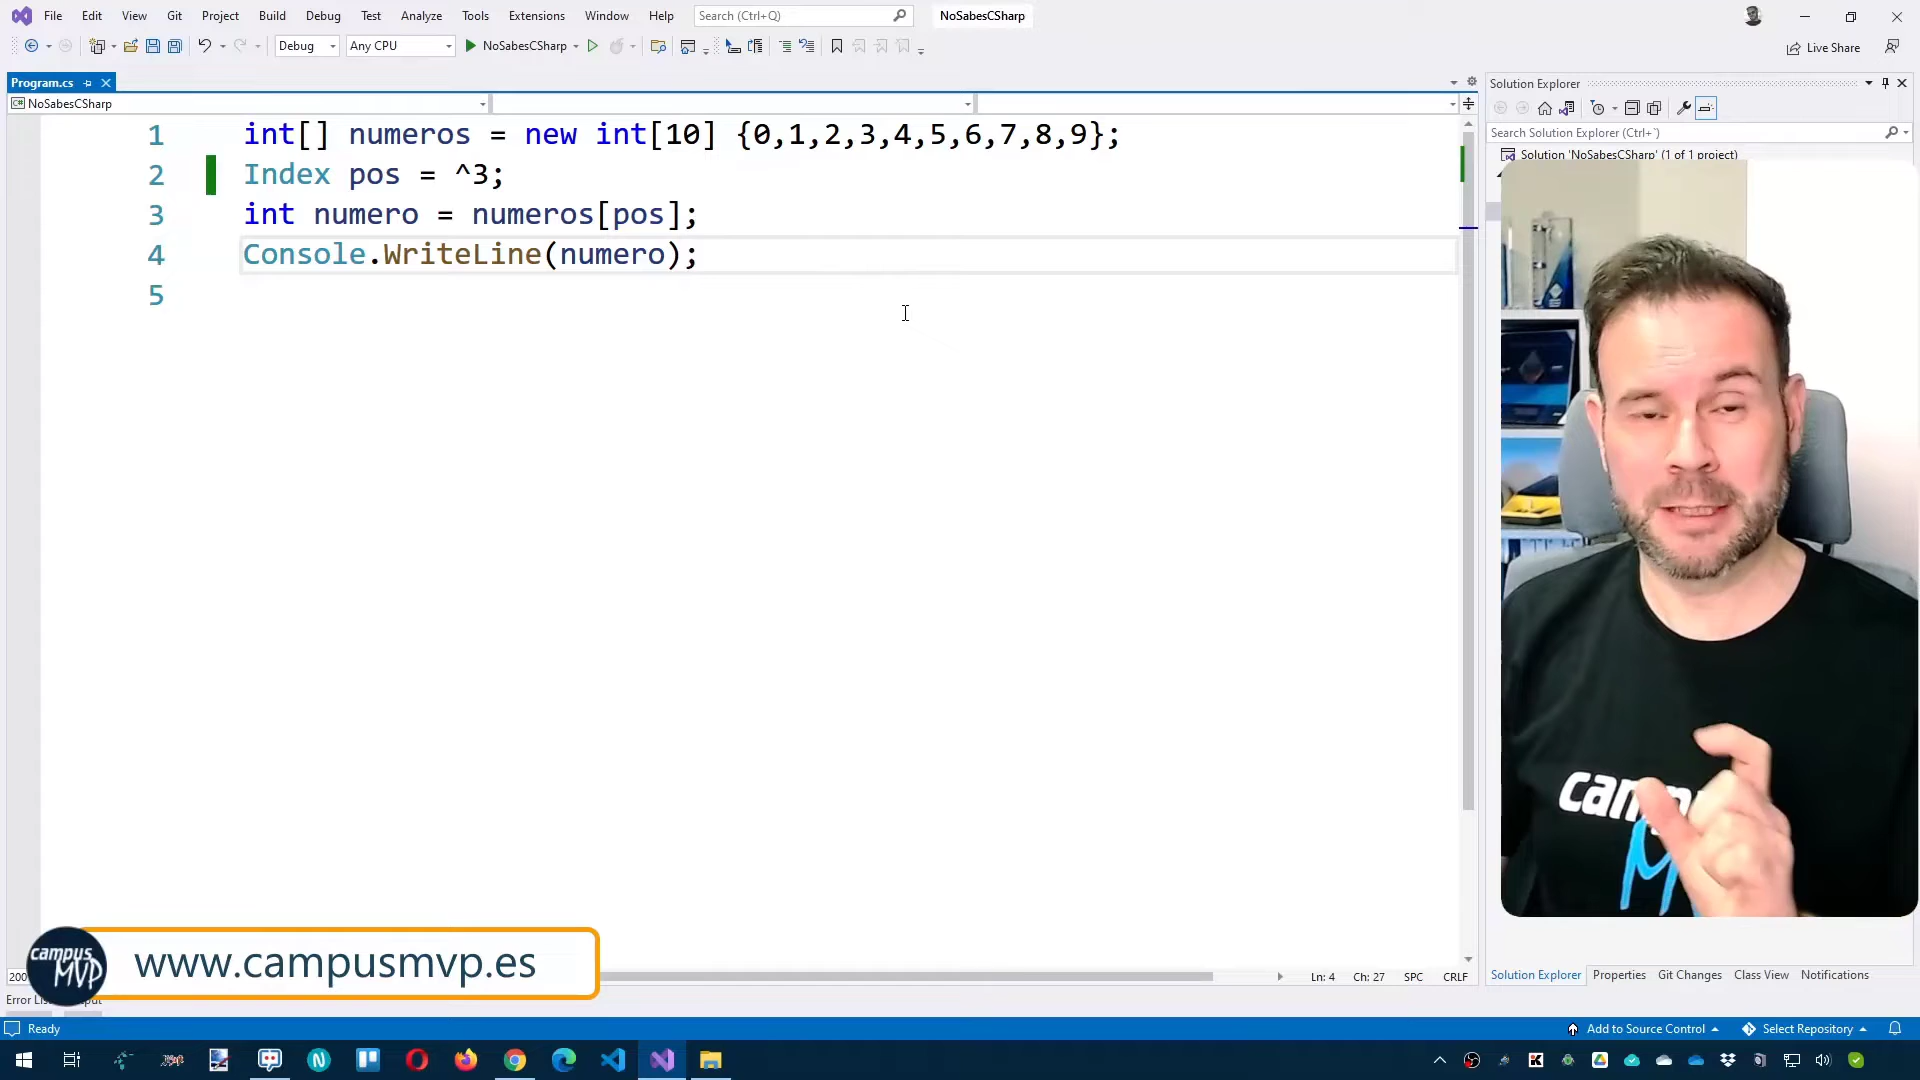 File Edit View Git Project Build Debug Test Analyze Tools Extensions Window Help Search (Ctrl+Q) NoSabesCSharp
Debug Any CPU NoSabesCSharp Live Share
Program.cs
NoSabesCSharp
Solution Explorer
Search Solution Explorer (Ctrl+¨)
Solution 'NoSabesCSharp' (1 of 1 project)
1 int[] numeros = new int[10] {0,1,2,3,4,5,6,7,8,9};
2 Index pos = ^3;
3 int numero = numeros[pos];
4 Console.WriteLine(numero);
5
campus MVP
www.campusmvp.es
200
Ln: 4 Ch: 27 SPC CRLF
Solution Explorer Properties Git Changes Class View Notifications
Ready
Add to Source Control Select Repository